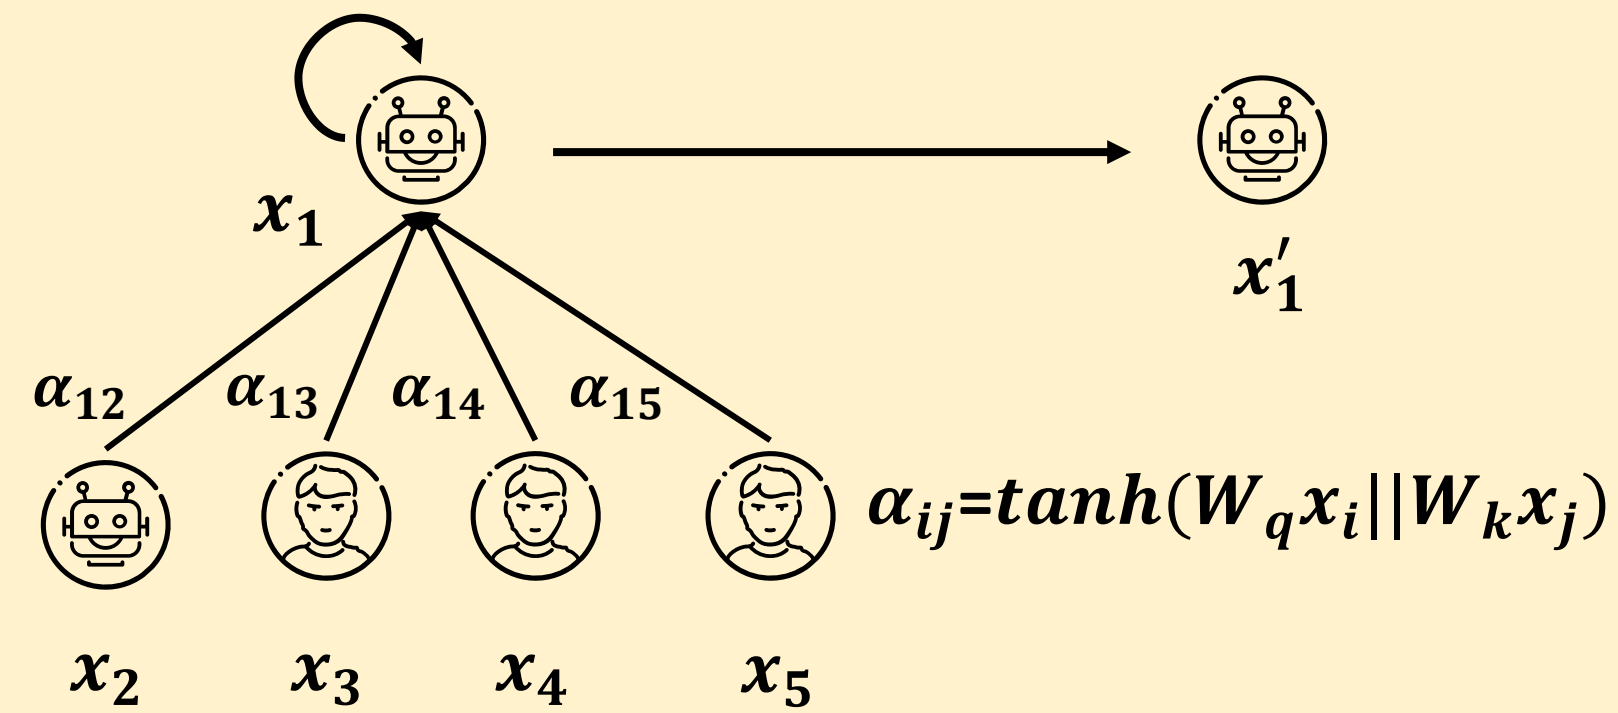 x₁
x′₁
α₁₂ α₁₃ α₁₄ α₁₅
αᵢⱼ=tanh(W_q xᵢ||W_k xⱼ)
x₂ x₃ x₄ x₅